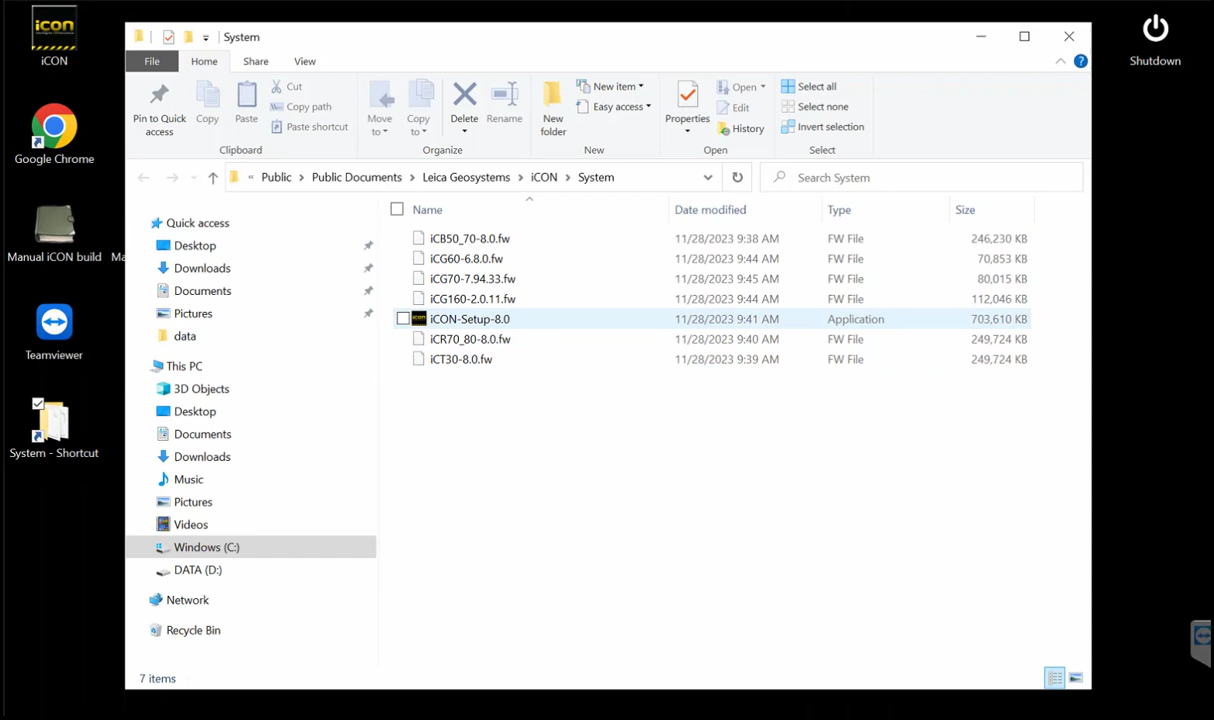 iCON
iCON
Google Chrome
Manual iCON build
Ma
Teamviewer
System - Shortcut
Shutdown
System
File Home Share View
Pin to Quick access
Copy
Paste
Cut
Copy path
Paste shortcut
Clipboard
Move to
Copy to
Delete
Rename
Organize
New folder
New item
Easy access
New
Properties
Open
Edit
History
Open
Select all
Select none
Invert selection
Select
« Public > Public Documents > Leica Geosystems > iCON > System
Search System
Quick access
Desktop
Downloads
Documents
Pictures
data
This PC
3D Objects
Desktop
Documents
Downloads
Music
Pictures
Videos
Windows (C:)
DATA (D:)
Network
Recycle Bin
Name Date modified Type Size
iCB50_70-8.0.fw 11/28/2023 9:38 AM FW File 246,230 KB
iCG60-6.8.0.fw 11/28/2023 9:44 AM FW File 70,853 KB
iCG70-7.94.33.fw 11/28/2023 9:45 AM FW File 80,015 KB
iCG160-2.0.11.fw 11/28/2023 9:44 AM FW File 112,046 KB
iCON-Setup-8.0 11/28/2023 9:41 AM Application 703,610 KB
iCR70_80-8.0.fw 11/28/2023 9:40 AM FW File 249,724 KB
iCT30-8.0.fw 11/28/2023 9:39 AM FW File 249,724 KB
7 items